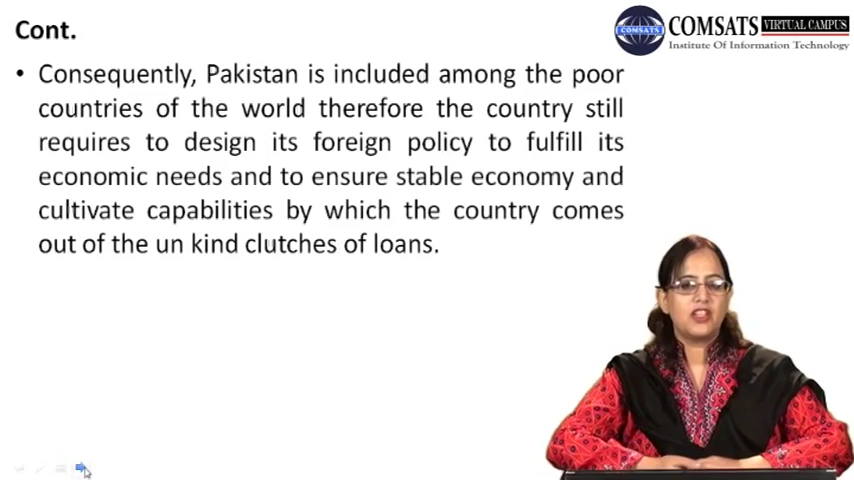 Cont.
COMSATS VIRTUAL CAMPUS
Institute Of Information Technology
• Consequently, Pakistan is included among the poor
countries of the world therefore the country still
requires to design its foreign policy to fulfill its
economic needs and to ensure stable economy and
cultivate capabilities by which the country comes
out of the un kind clutches of loans.